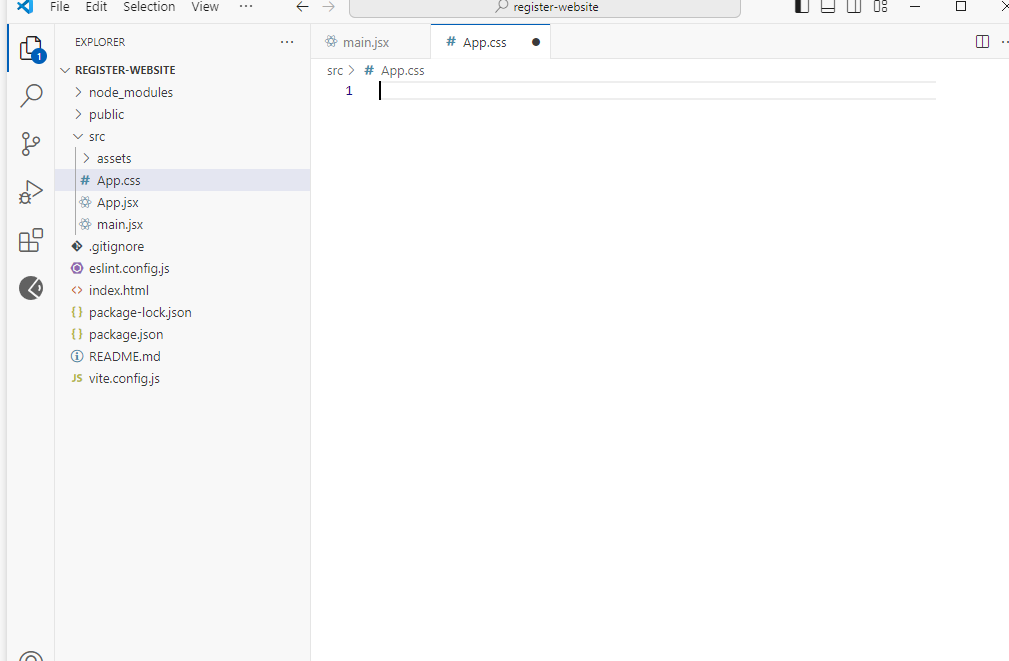 File Edit Selection View ··· register-website
EXPLORER ···
REGISTER-WEBSITE
node_modules
public
src
assets
# App.css
App.jsx
main.jsx
.gitignore
eslint.config.js
<> index.html
{} package-lock.json
{} package.json
README.md
JS vite.config.js
1
main.jsx # App.css
src > # App.css
1